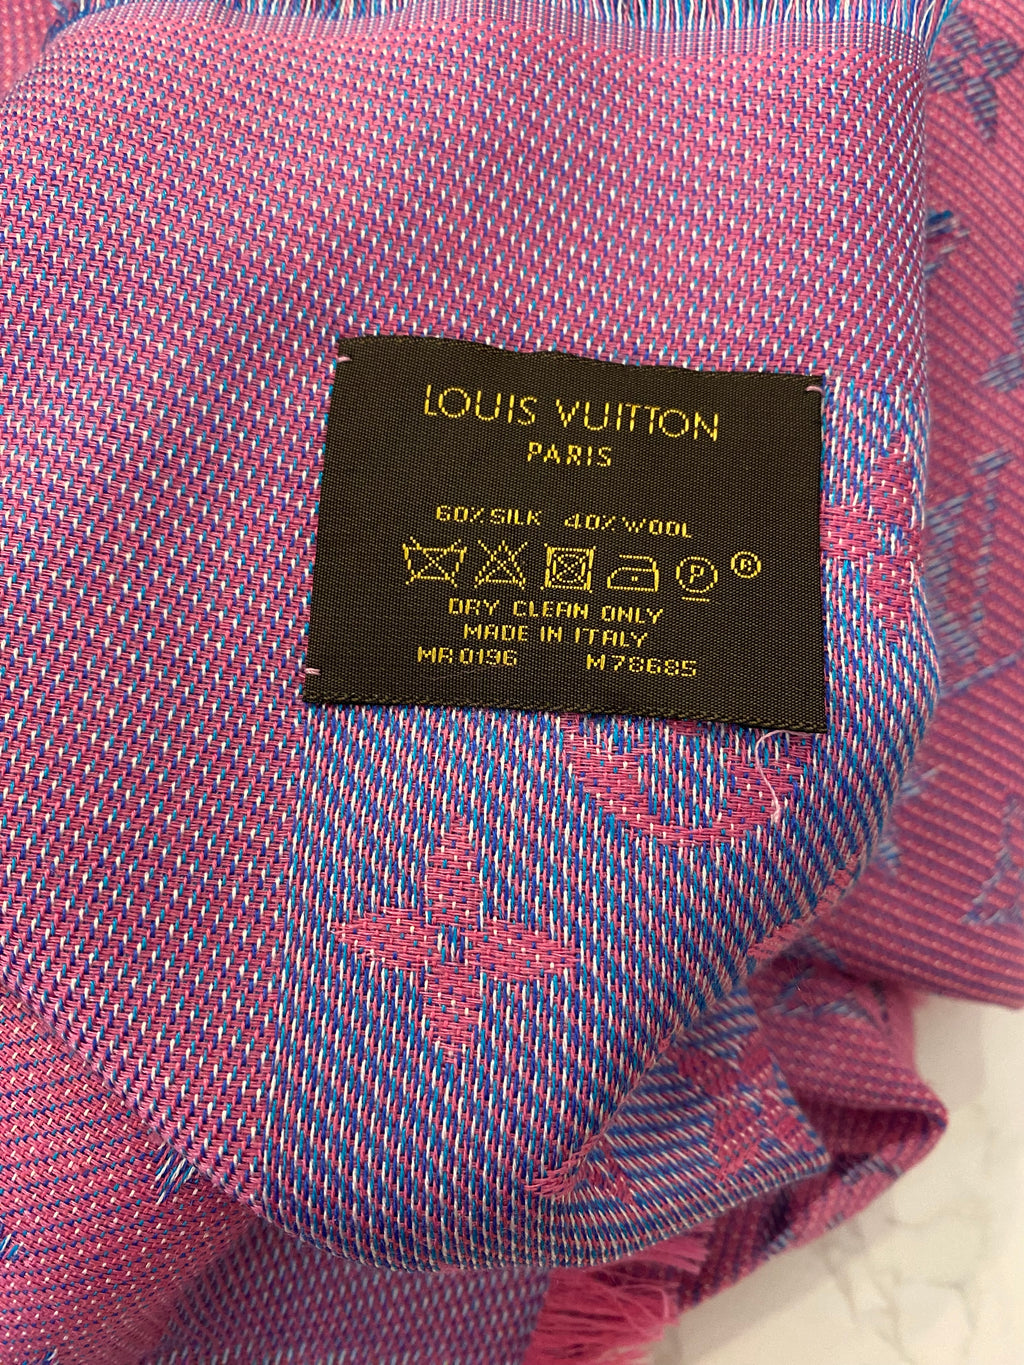 LOUIS VUITTON
PARIS
60% SILK 40% WOOL
P ®
DRY CLEAN ONLY
MADE IN ITALY
MR0196 M78685